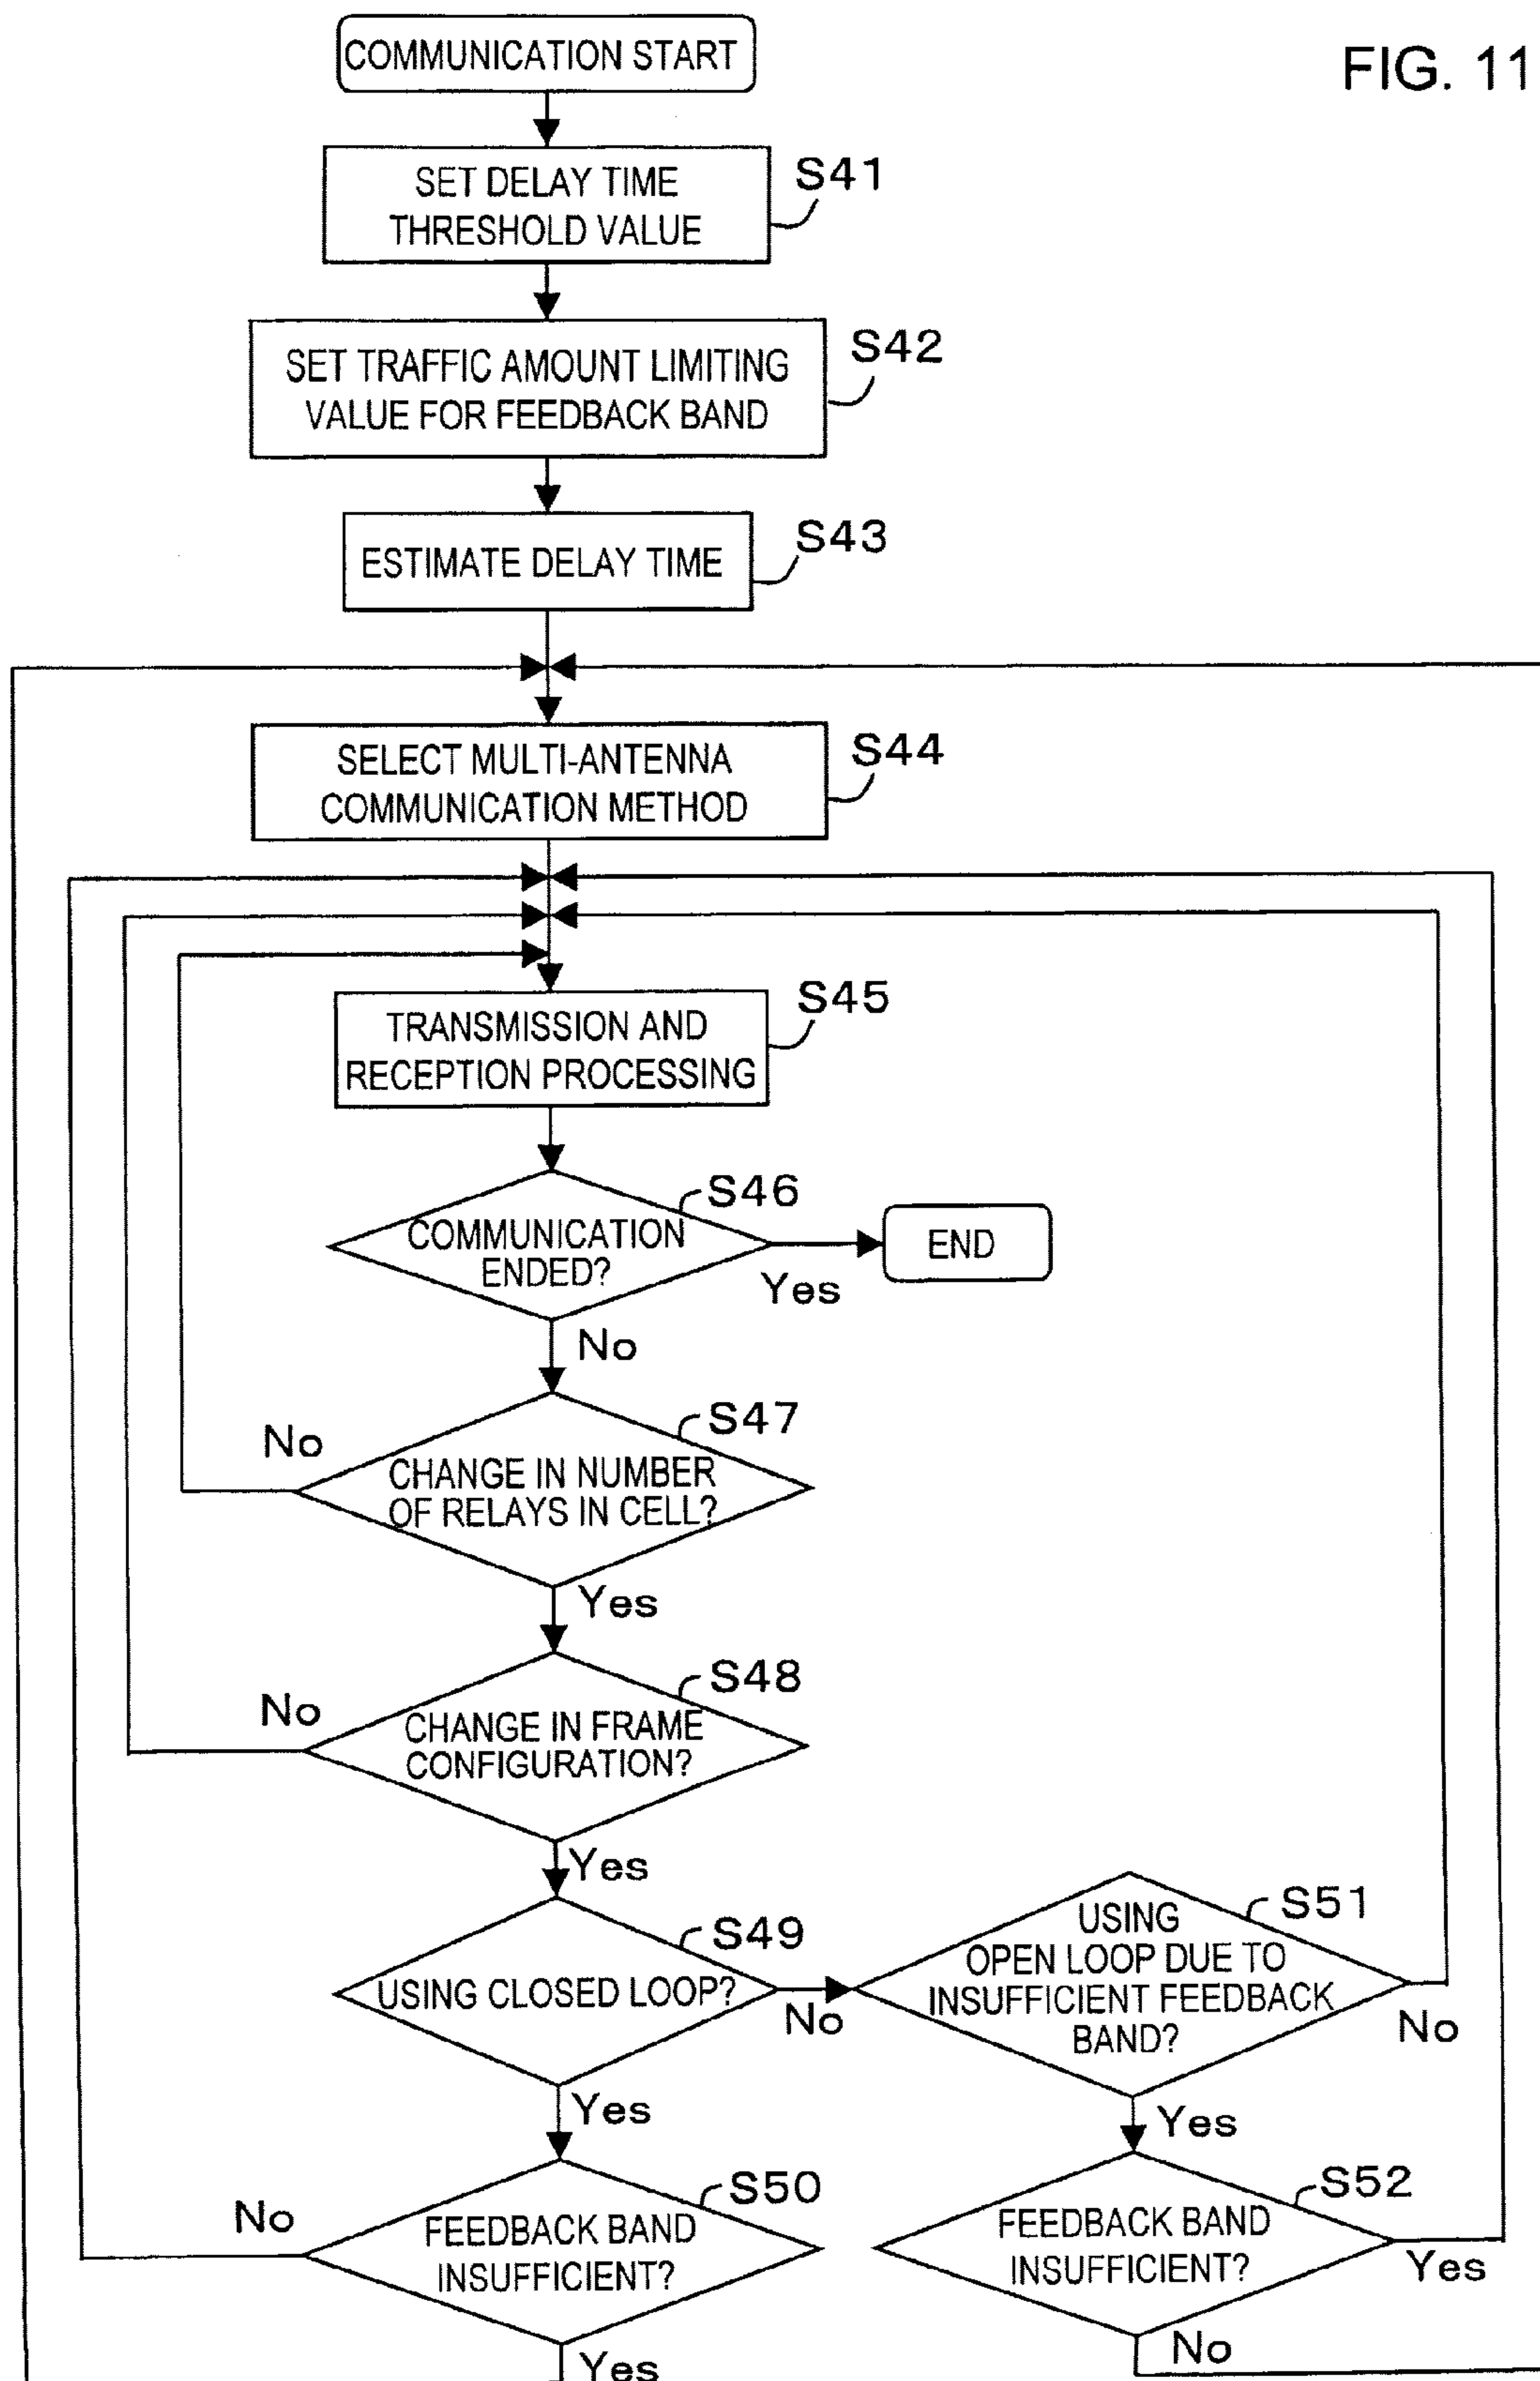 FIG. 11
COMMUNICATION START
SET DELAY TIME
THRESHOLD VALUE
S41
SET TRAFFIC AMOUNT LIMITING
VALUE FOR FEEDBACK BAND
S42
ESTIMATE DELAY TIME
S43
SELECT MULTI-ANTENNA
COMMUNICATION METHOD
S44
TRANSMISSION AND
RECEPTION PROCESSING
S45
COMMUNICATION
ENDED?
S46
Yes
END
No
CHANGE IN NUMBER
OF RELAYS IN CELL?
S47
No
Yes
CHANGE IN FRAME
CONFIGURATION?
S48
No
Yes
USING CLOSED LOOP?
S49
No
Yes
USING
OPEN LOOP DUE TO
INSUFFICIENT FEEDBACK
BAND?
S51
No
Yes
FEEDBACK BAND
INSUFFICIENT?
S50
No
Yes
FEEDBACK BAND
INSUFFICIENT?
S52
Yes
No